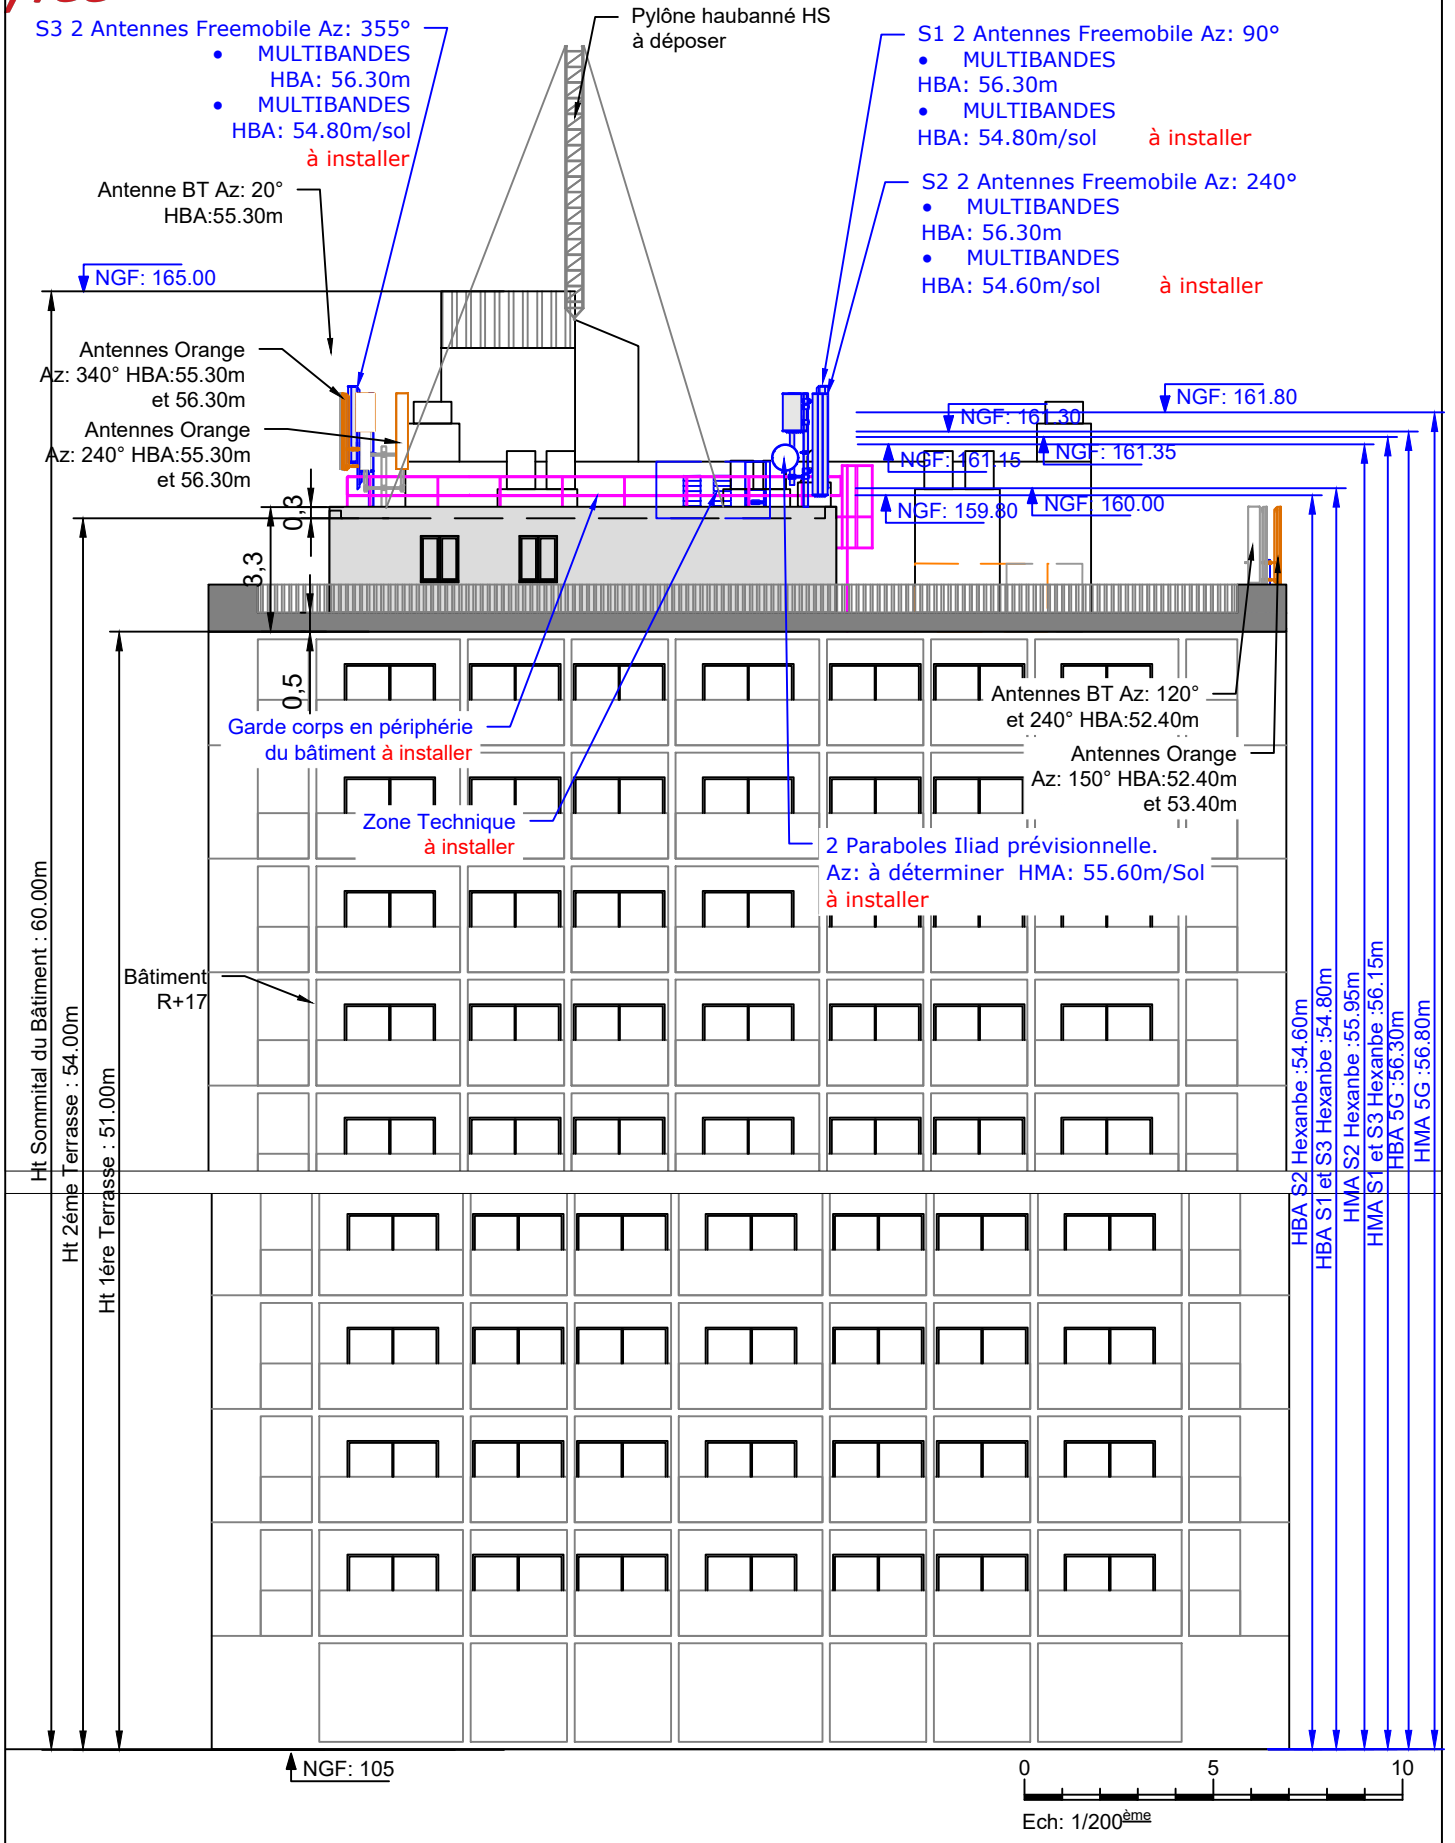 S3 2 Antennes Freemobile Az: 355°
• MULTIBANDES
HBA: 56.30m
• MULTIBANDES
HBA: 54.80m/sol
à installer
Pylône haubanné HS
à déposer
S1 2 Antennes Freemobile Az: 90°
• MULTIBANDES
HBA: 56.30m
• MULTIBANDES
HBA: 54.80m/sol à installer
Antenne BT Az: 20°
HBA:55.30m
S2 2 Antennes Freemobile Az: 240°
• MULTIBANDES
HBA: 56.30m
• MULTIBANDES
HBA: 54.60m/sol à installer
NGF: 165.00
Antennes Orange
Az: 340° HBA:55.30m
et 56.30m
Antennes Orange
Az: 240° HBA:55.30m
et 56.30m
NGF: 161.80
NGF: 161.30
NGF: 161.15
NGF: 161.35
NGF: 159.80
NGF: 160.00
0,3
3,3
0,5
Garde corps en périphérie
du bâtiment à installer
Antennes BT Az: 120°
et 240° HBA:52.40m
Antennes Orange
Az: 150° HBA:52.40m
et 53.40m
Zone Technique
à installer
2 Paraboles Iliad prévisionnelle.
Az: à déterminer HMA: 55.60m/Sol
à installer
Bâtiment
R+17
Ht Sommital du Bâtiment : 60.00m
Ht 2éme Terrasse : 54.00m
Ht 1ére Terrasse : 51.00m
HBA S2 Hexanbe :54.60m
HBA S1 et S3 Hexanbe :54.80m
HMA S2 Hexanbe :55.95m
HMA S1 et S3 Hexanbe :56.15m
HBA 5G :56.30m
HMA 5G :56.80m
NGF: 105
0 5 10
Ech: 1/200ème